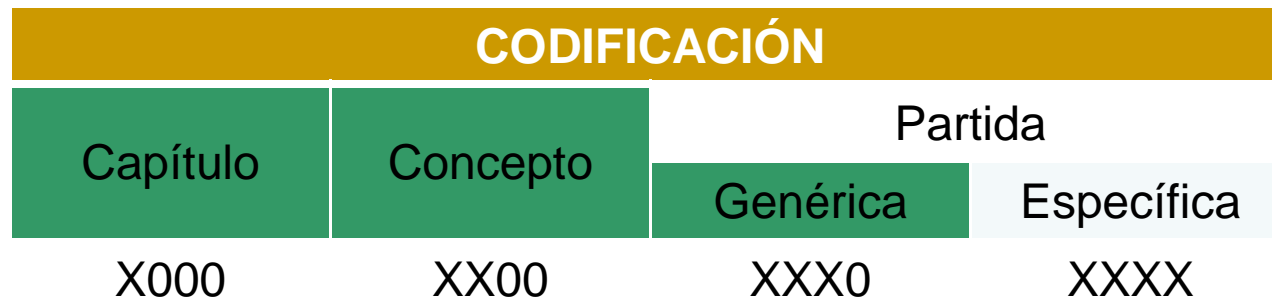 CODIFICACIÓN
Capítulo Concepto Partida
Genérica Específica
X000 XX00 XXX0 XXXX